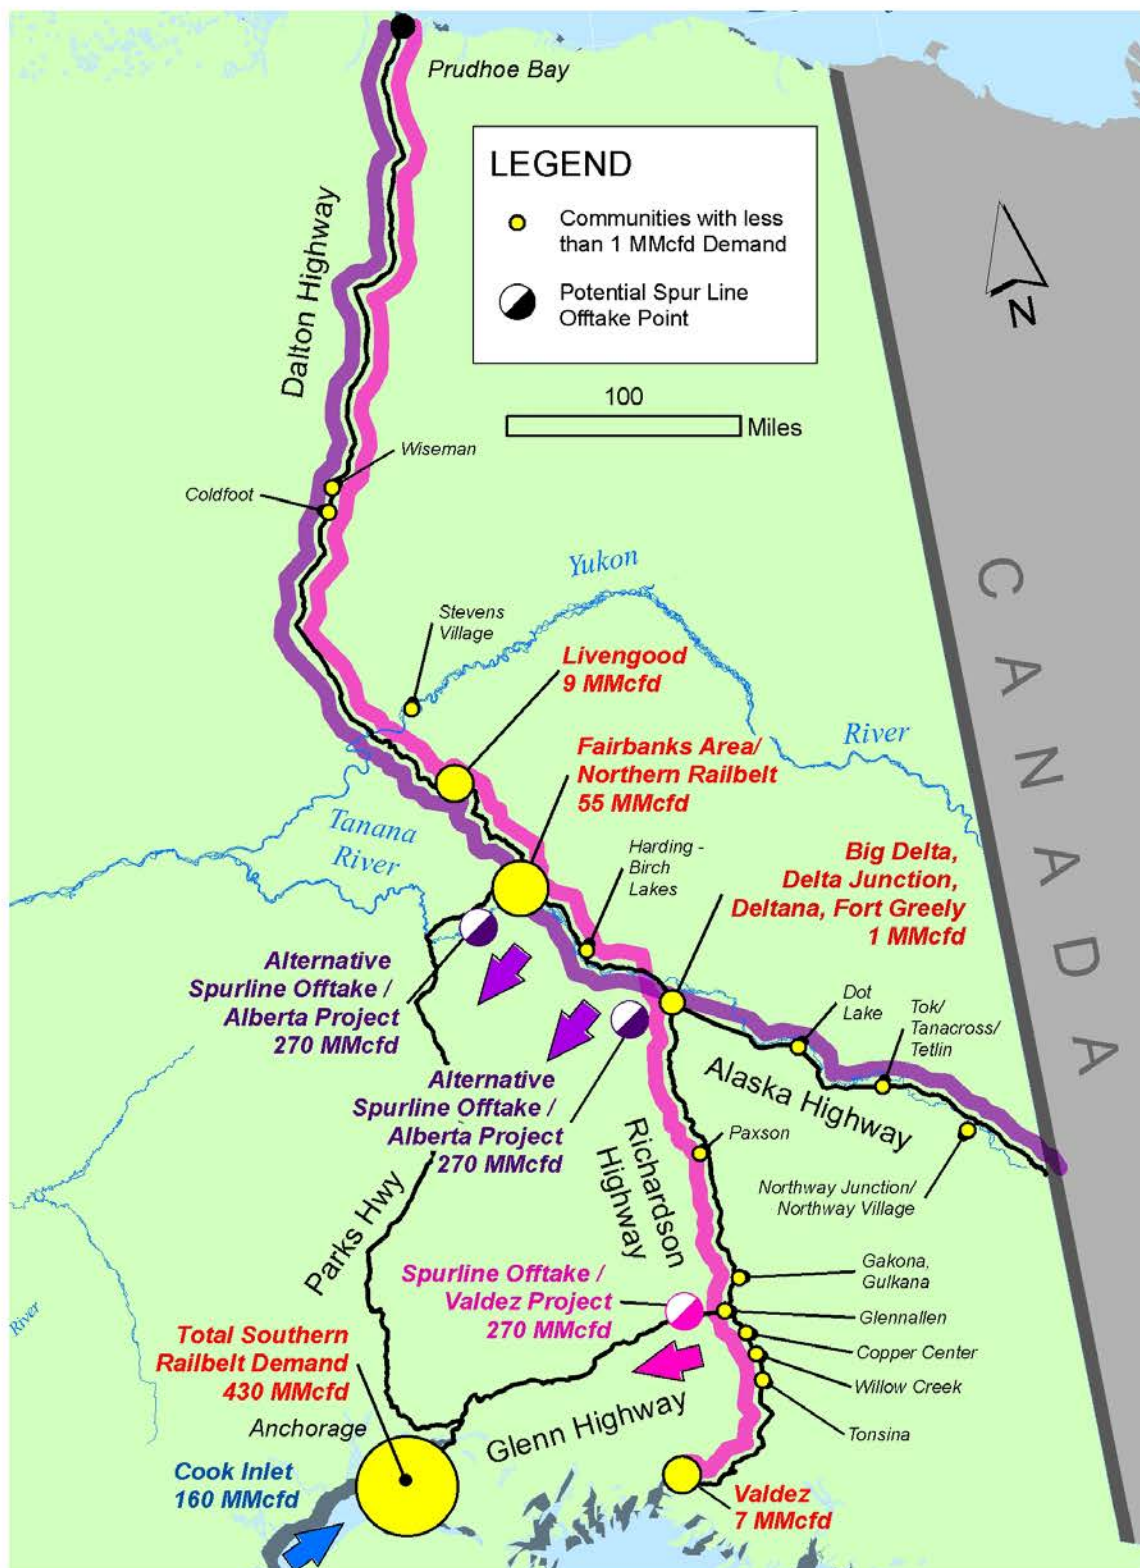 Prudhoe Bay
LEGEND
Communities with less
than 1 MMcfd Demand
Potential Spur Line
Offtake Point
N
100
Miles
Dalton Highway
Wiseman
Coldfoot
CANADA
Yukon
River
Stevens
Village
Livengood
9 MMcfd
Fairbanks Area/
Northern Railbelt
55 MMcfd
Tanana
River
Harding -
Birch
Lakes
Big Delta,
Delta Junction,
Deltana, Fort Greely
1 MMcfd
Alternative
Spurline Offtake /
Alberta Project
270 MMcfd
Dot
Lake
Tok/
Tanacross/
Tetlin
Alternative
Spurline Offtake /
Alberta Project
270 MMcfd
Alaska Highway
Richardson
Highway
Paxson
Northway Junction/
Northway Village
Parks Hwy
Spurline Offtake /
Valdez Project
270 MMcfd
Gakona,
Gulkana
Glennallen
Copper Center
Willow Creek
Tonsina
River
Total Southern
Railbelt Demand
430 MMcfd
Anchorage
Glenn Highway
Cook Inlet
160 MMcfd
Valdez
7 MMcfd